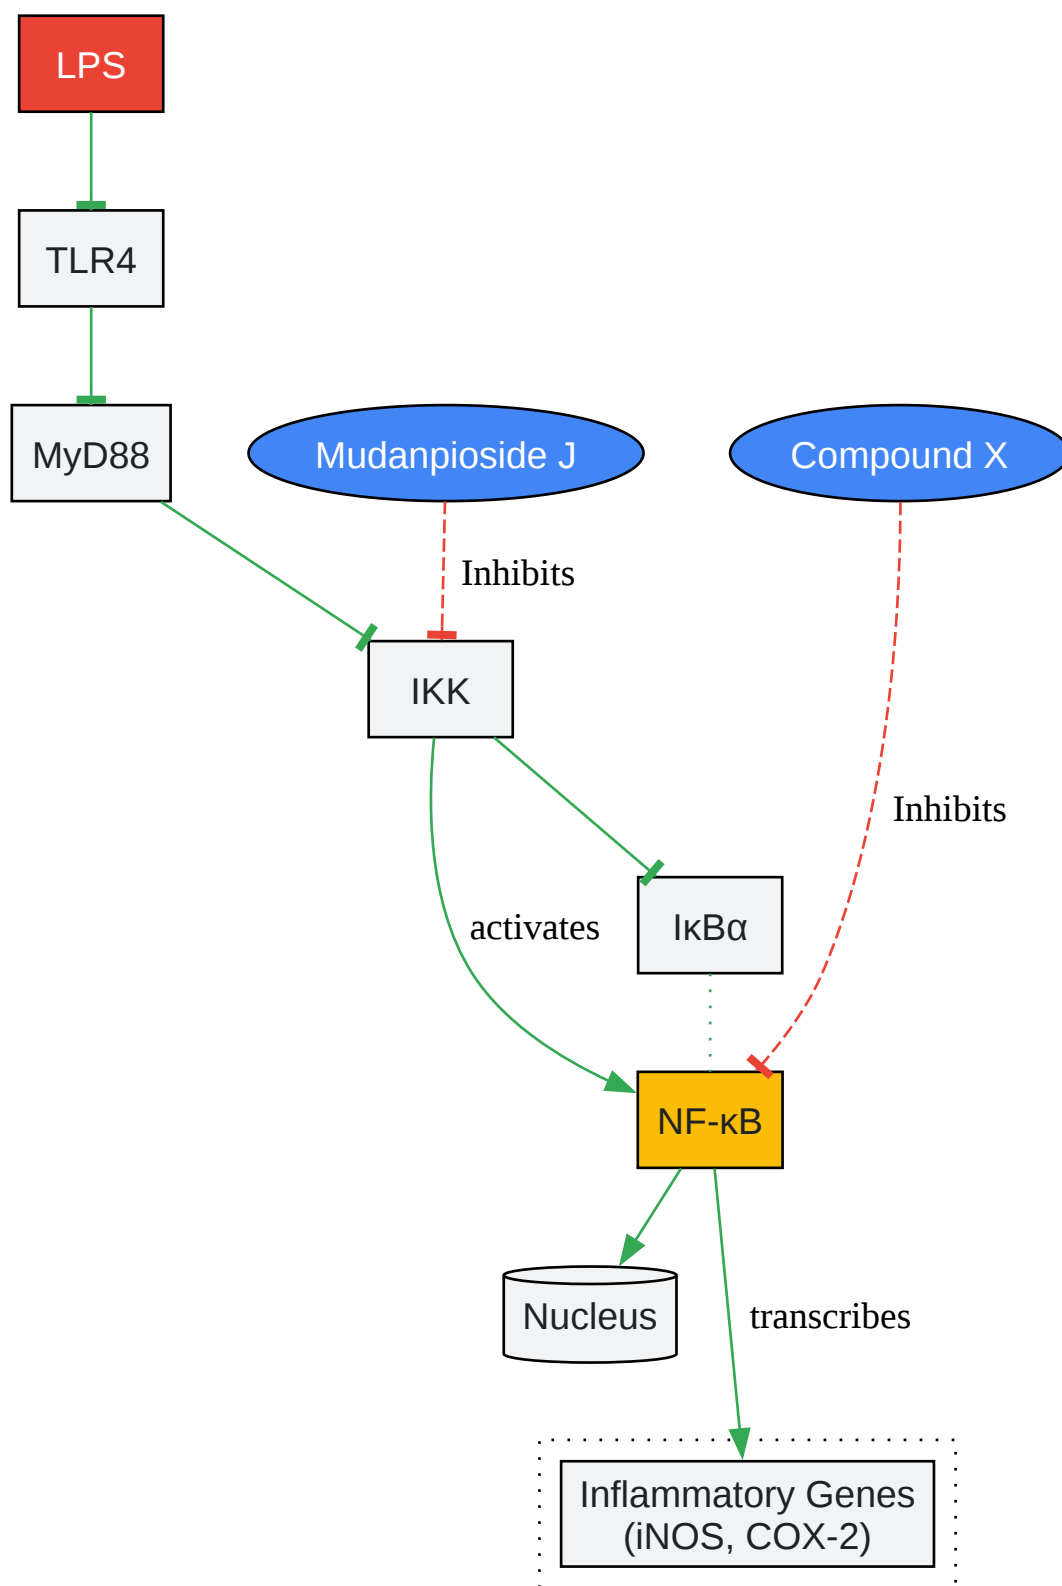 LPS
TLR4
MyD88
Mudanpioside J
Compound X
Inhibits
IKK
Inhibits
activates
IκBα
NF-κB
Nucleus
transcribes
Inflammatory Genes
(iNOS, COX-2)